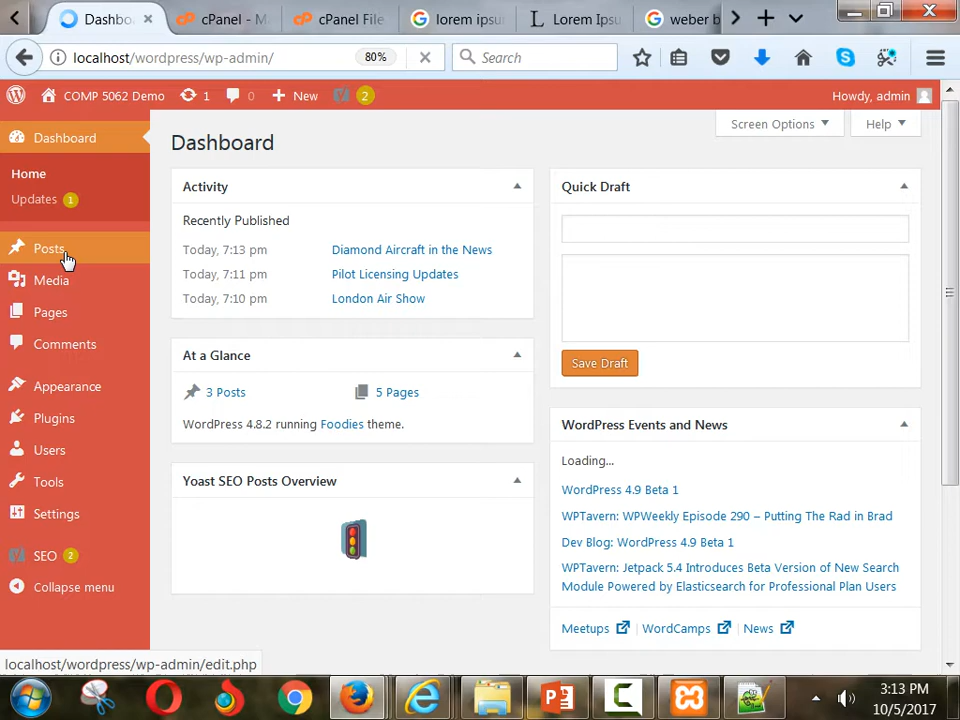 Dashbo
cPanel - M
cPanel File
lorem ipsu
Lorem Ipsu
weber b
localhost/wordpress/wp-admin/
80%
Search
COMP 5062 Demo
1
0
New
2
Howdy, admin
Dashboard
Home
Updates 1
Posts
Media
Pages
Comments
Appearance
Plugins
Users
Tools
Settings
SEO 2
Collapse menu
Dashboard
Screen Options
Help
Activity
Recently Published
Today, 7:13 pm Diamond Aircraft in the News
Today, 7:11 pm Pilot Licensing Updates
Today, 7:10 pm London Air Show
At a Glance
3 Posts 5 Pages
WordPress 4.8.2 running Foodies theme.
Yoast SEO Posts Overview
Quick Draft
Save Draft
WordPress Events and News
Loading...
WordPress 4.9 Beta 1
WPTavern: WPWeekly Episode 290 – Putting The Rad in Brad
Dev Blog: WordPress 4.9 Beta 1
WPTavern: Jetpack 5.4 Introduces Beta Version of New Search
Module Powered by Elasticsearch for Professional Plan Users
Meetups | WordCamps | News
localhost/wordpress/wp-admin/edit.php
3:13 PM
10/5/2017